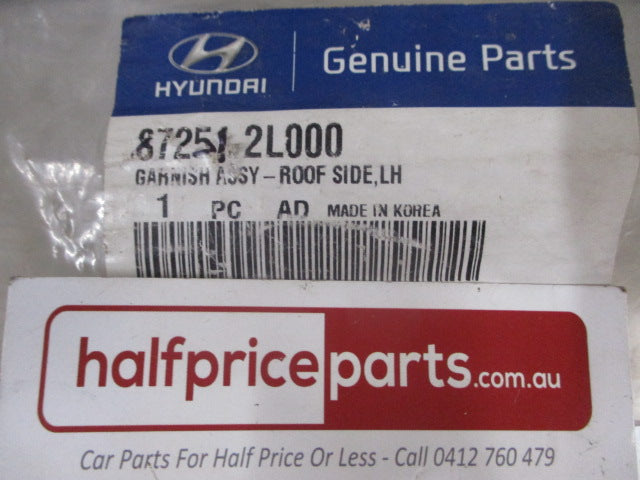 HYUNDAI
Genuine Parts
87251 2L000
GARNISH ASSY-ROOF SIDE,LH
1 PC AD MADE IN KOREA
halfpriceparts.com.au
Car Parts For Half Price Or Less - Call 0412 760 479